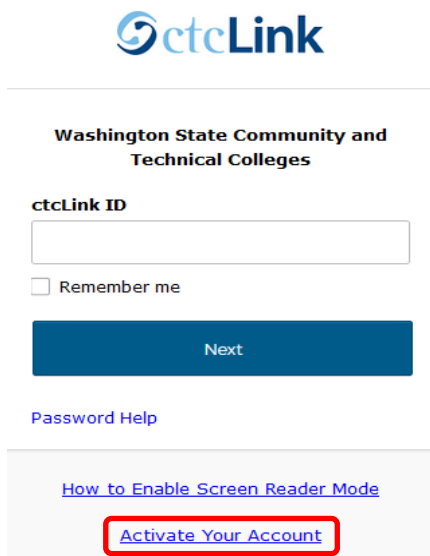 ctcLink
Washington State Community and
Technical Colleges
ctcLink ID
Remember me
Next
Password Help
How to Enable Screen Reader Mode
Activate Your Account